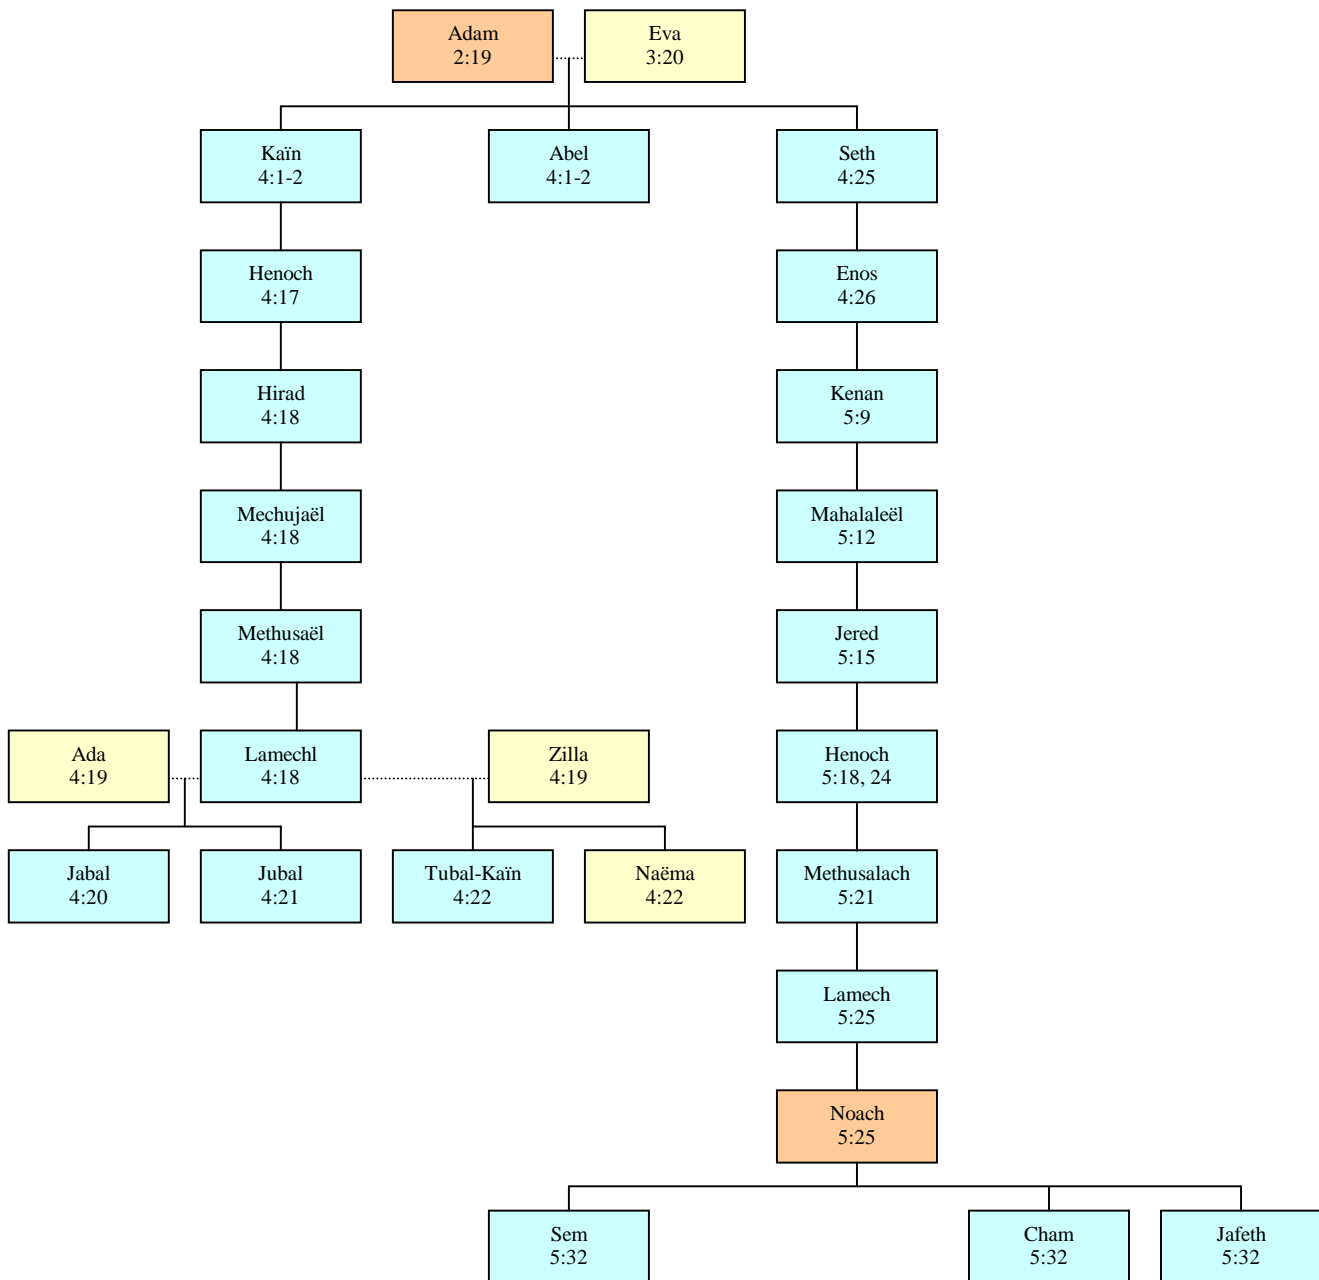 Adam
2:19
Eva
3:20
Kaïn
4:1-2
Abel
4:1-2
Seth
4:25
Henoch
4:17
Enos
4:26
Hirad
4:18
Kenan
5:9
Mechujaël
4:18
Mahalaleël
5:12
Methusaël
4:18
Jered
5:15
Ada
4:19
Lamechl
4:18
Zilla
4:19
Henoch
5:18, 24
Jabal
4:20
Jubal
4:21
Tubal-Kaïn
4:22
Naëma
4:22
Methusalach
5:21
Lamech
5:25
Noach
5:25
Sem
5:32
Cham
5:32
Jafeth
5:32